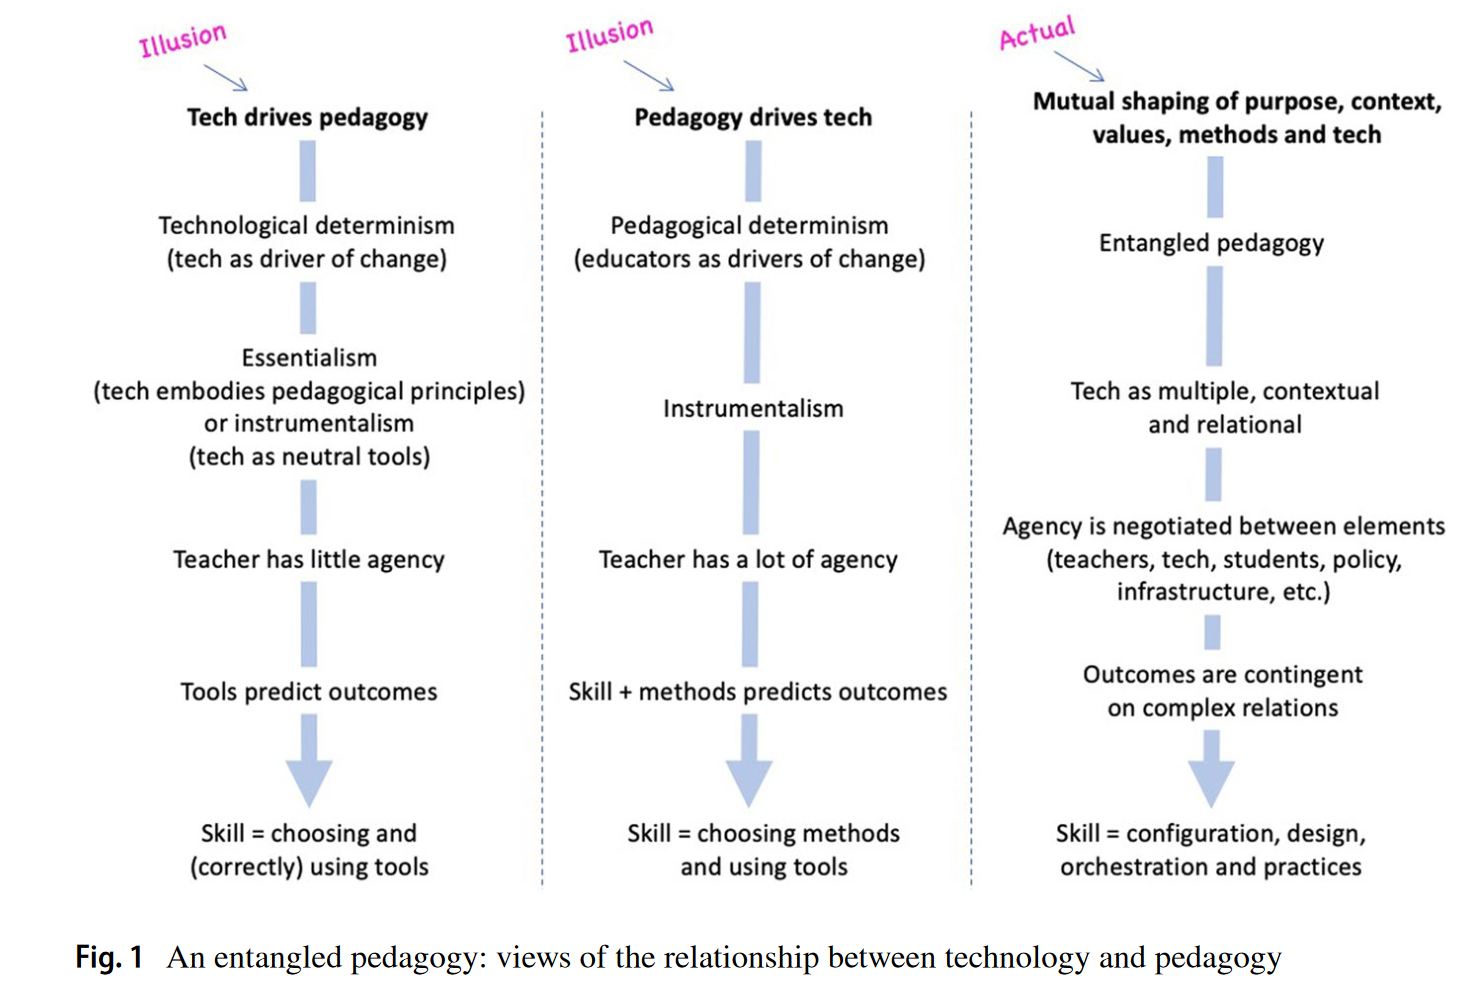 Illusion
Tech drives pedagogy
Technological determinism
(tech as driver of change)
Essentialism
(tech embodies pedagogical principles)
or instrumentalism
(tech as neutral tools)
Teacher has little agency
Tools predict outcomes
Skill = choosing and
(correctly) using tools
Illusion
Pedagogy drives tech
Pedagogical determinism
(educators as drivers of change)
Instrumentalism
Teacher has a lot of agency
Skill + methods predicts outcomes
Skill = choosing methods
and using tools
Actual
Mutual shaping of purpose, context,
values, methods and tech
Entangled pedagogy
Tech as multiple, contextual
and relational
Agency is negotiated between elements
(teachers, tech, students, policy,
infrastructure, etc.)
Outcomes are contingent
on complex relations
Skill = configuration, design,
orchestration and practices
Fig. 1 An entangled pedagogy: views of the relationship between technology and pedagogy